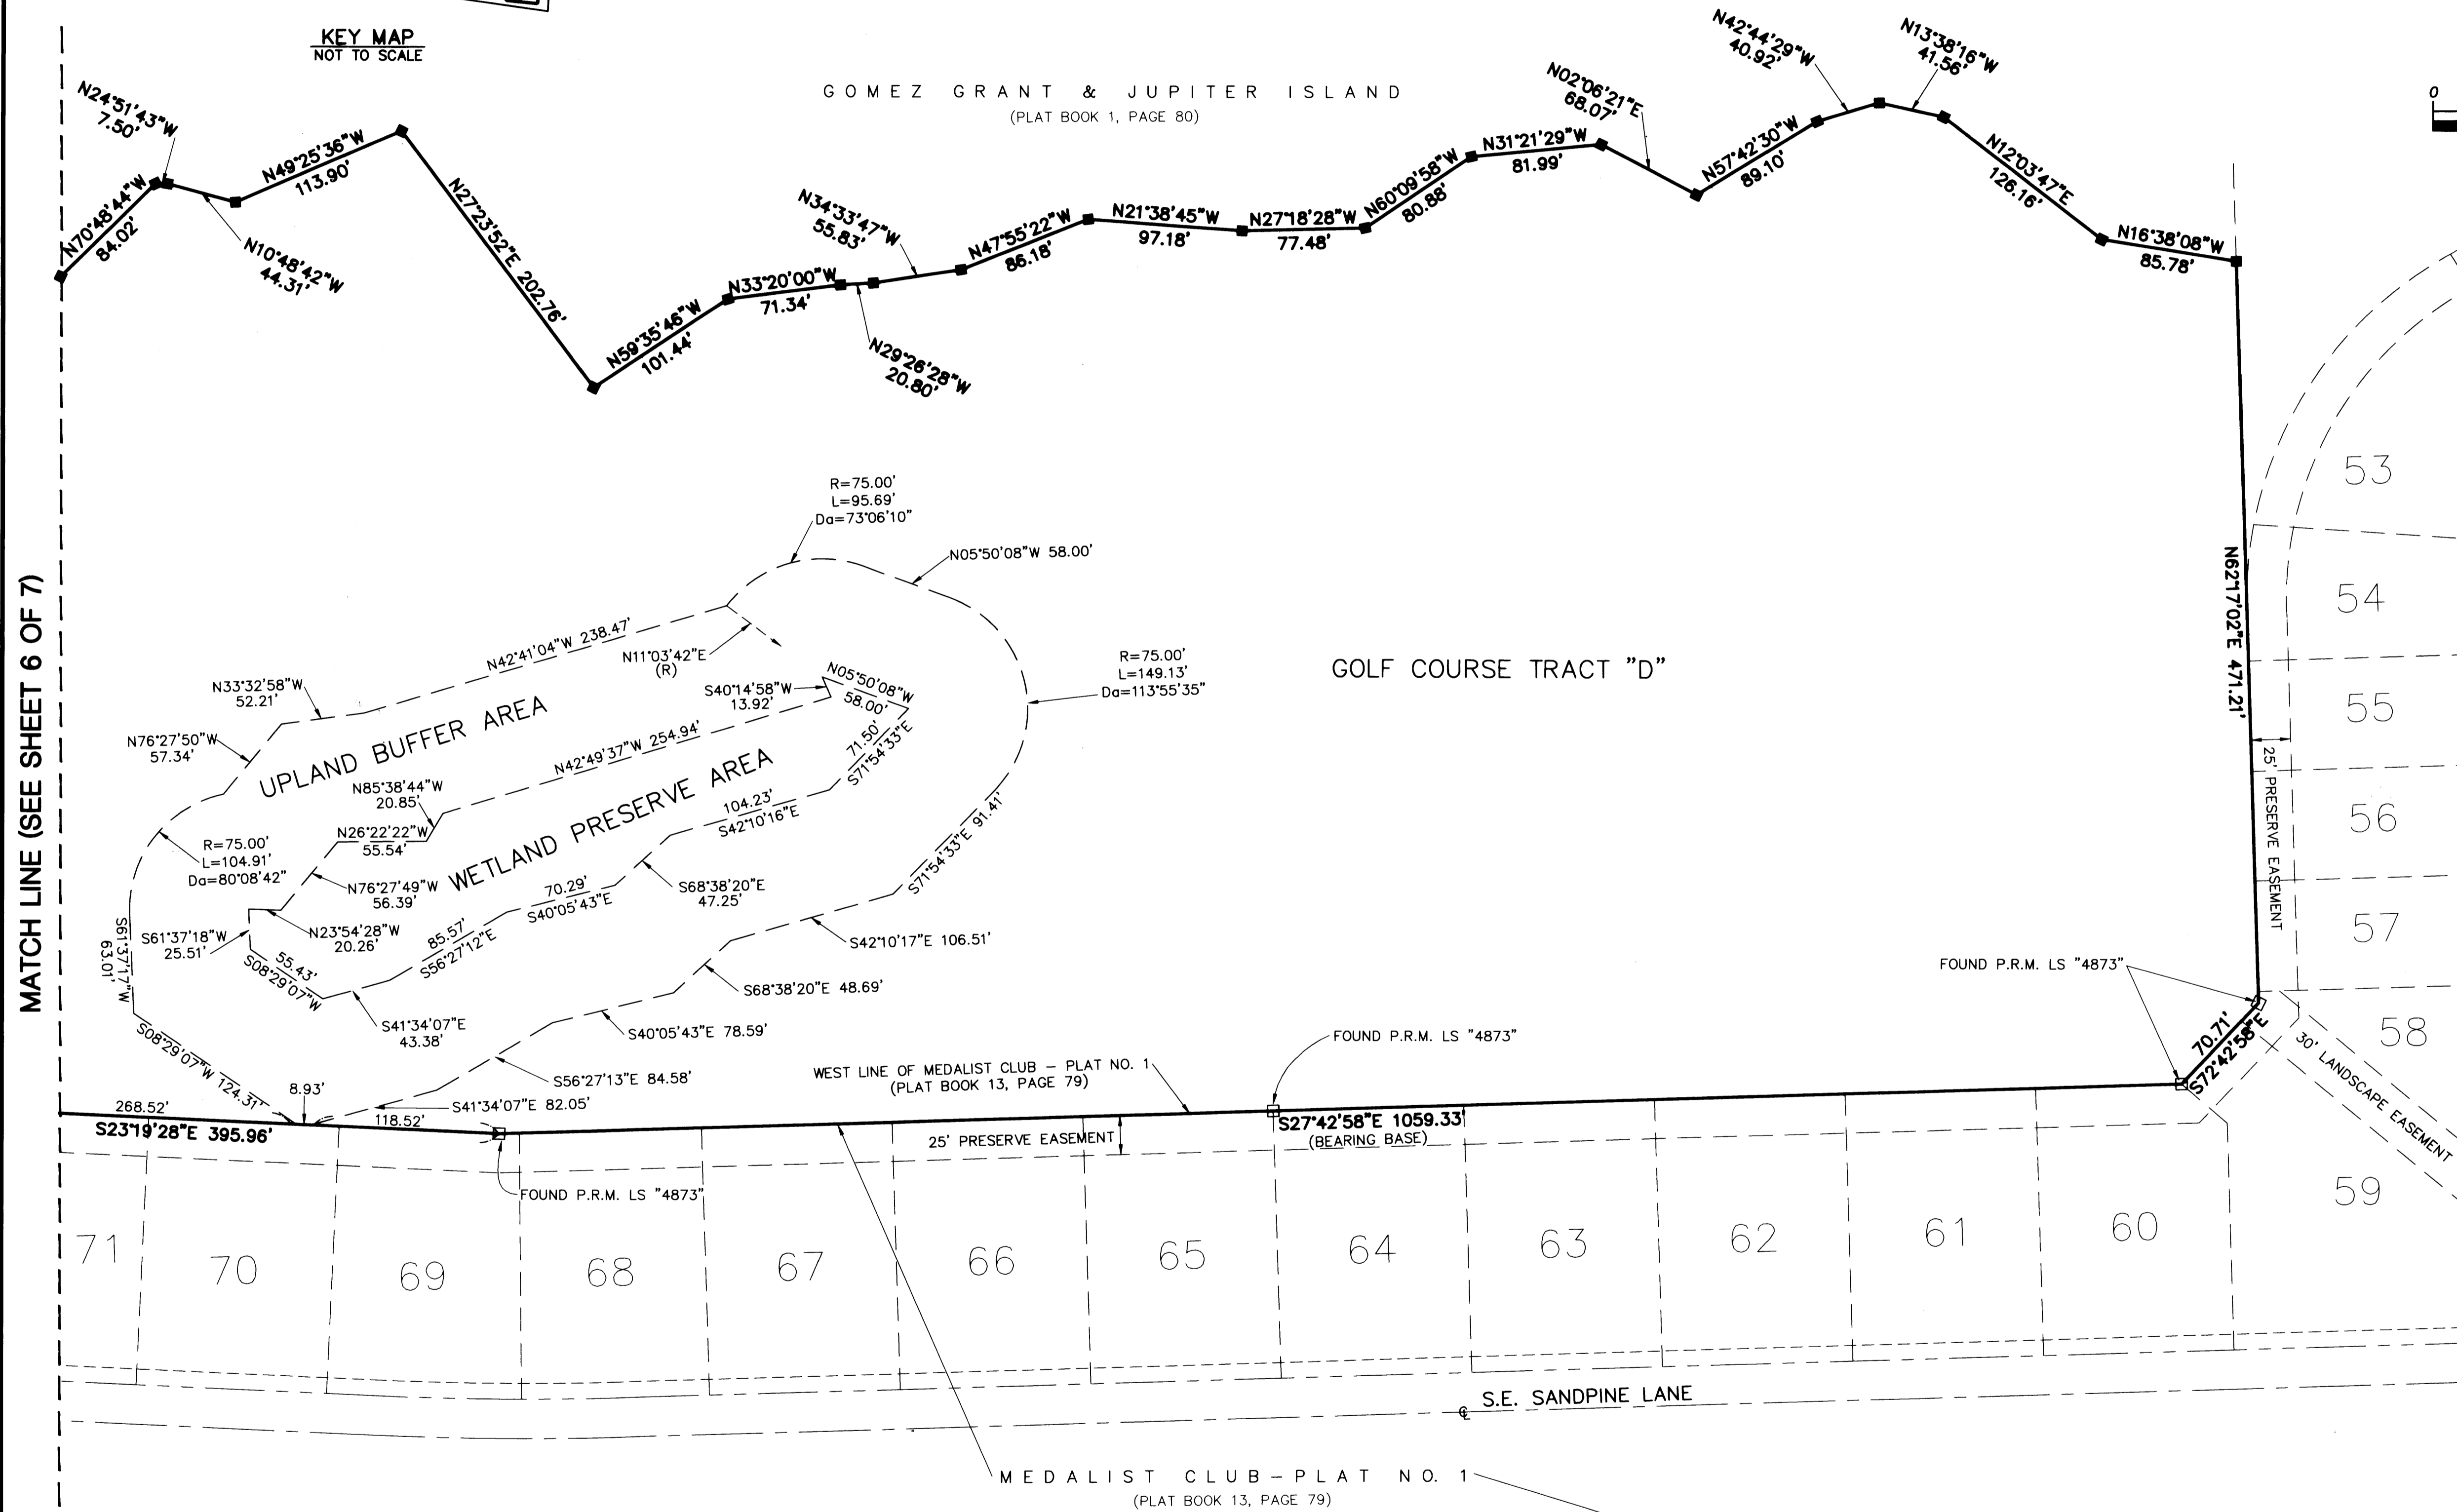 KEY MAP
NOT TO SCALE
GOMEZ GRANT & JUPITER ISLAND
(PLAT BOOK 1, PAGE 80)
0
N70°48'44"W
84.02'
N24°51'43"W
7.50'
N10°48'42"W
44.31'
N49°25'36"W
113.90'
N27°23'52"E 202.76'
N59°35'46"W
101.44'
N33°20'00"W
71.34'
N29°26'28"W
20.80'
N34°33'47"W
55.83'
N47°55'22"W
86.18'
N21°38'45"W
97.18'
N27°18'28"W
77.48'
N60°09'58"W
80.88'
N31°21'29"W
81.99'
N02°06'21"E
68.07'
N57°42'30"W
89.10'
N42°44'29"W
40.92'
N13°38'16"W
41.56'
N12°03'47"E
126.16'
N16°38'08"W
85.78'
N62°17'02"E 471.21'
MATCH LINE (SEE SHEET 6 OF 7)
R=75.00'
L=95.69'
Da=73°06'10"
N05°50'08"W 58.00'
R=75.00'
L=149.13'
Da=113°55'35"
GOLF COURSE TRACT "D"
N42°41'04"W 238.47'
N11°03'42"E
(R)
N33°32'58"W
52.21'
N76°27'50"W
57.34'
UPLAND BUFFER AREA
S40°14'58"W
13.92'
N05°50'08"W
58.00'
71.50'
S71°54'33"E
N42°49'37"W 254.94'
N85°38'44"W
20.85'
N26°22'22"W
55.54'
WETLAND PRESERVE AREA
104.23'
S42°10'16"E
R=75.00'
L=104.91'
Da=80°08'42"
N76°27'49"W
56.39'
70.29'
S40°05'43"E
S68°38'20"E
47.25'
S71°54'33"E 91.41'
S61°37'17"W
63.01'
S61°37'18"W
25.51'
N23°54'28"W
20.26'
85.57'
S56°27'12"E
55.43'
S08°29'07"W
S41°34'07"E
43.38'
S42°10'17"E 106.51'
S68°38'20"E 48.69'
S40°05'43"E 78.59'
S56°27'13"E 84.58'
S41°34'07"E 82.05'
S08°29'07"W 124.31'
8.93'
268.52'
118.52'
S23°19'28"E 395.96'
WEST LINE OF MEDALIST CLUB – PLAT NO. 1
(PLAT BOOK 13, PAGE 79)
FOUND P.R.M. LS "4873"
FOUND P.R.M. LS "4873"
FOUND P.R.M. LS "4873"
S27°42'58"E 1059.33'
(BEARING BASE)
25' PRESERVE EASEMENT
70.71'
S72°42'58"E
25' PRESERVE EASEMENT
30' LANDSCAPE EASEMENT
53
54
55
56
57
58
59
71
70
69
68
67
66
65
64
63
62
61
60
℄ S.E. SANDPINE LANE
MEDALIST CLUB–PLAT NO. 1
(PLAT BOOK 13, PAGE 79)